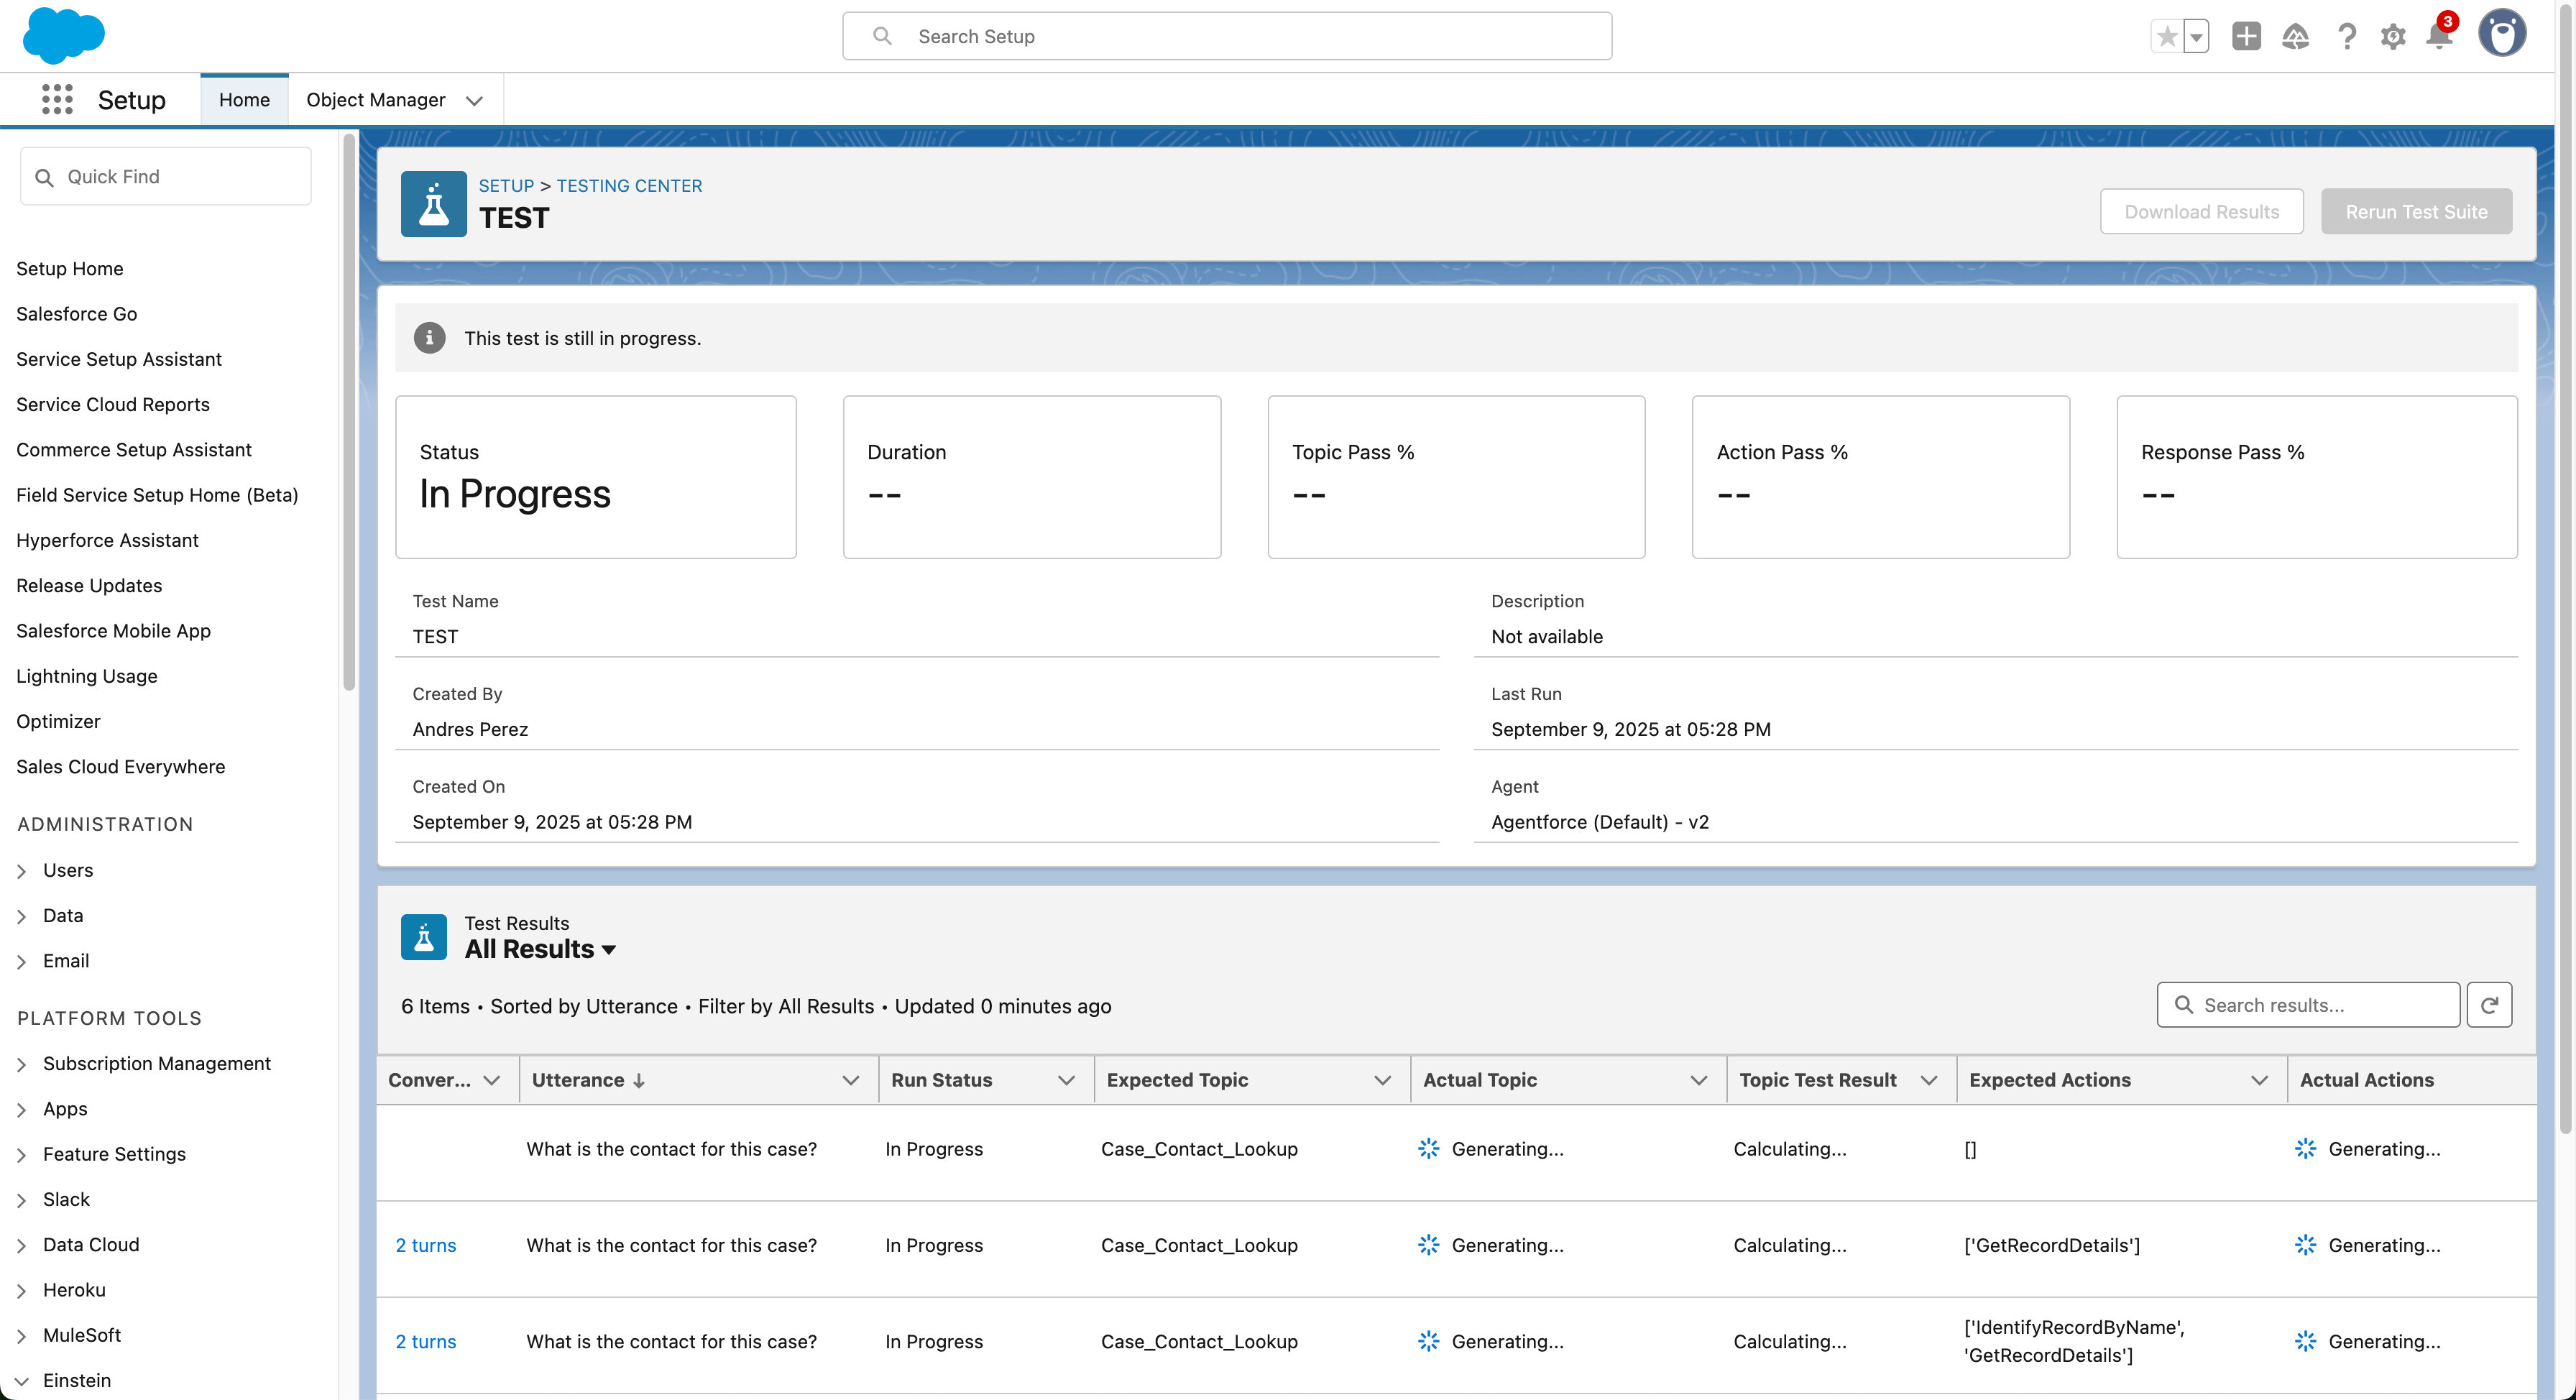 Search Setup
3
Setup
Home
Object Manager
Quick Find
Setup Home
Salesforce Go
Service Setup Assistant
Service Cloud Reports
Commerce Setup Assistant
Field Service Setup Home (Beta)
Hyperforce Assistant
Release Updates
Salesforce Mobile App
Lightning Usage
Optimizer
Sales Cloud Everywhere
ADMINISTRATION
Users
Data
Email
PLATFORM TOOLS
Subscription Management
Apps
Feature Settings
Slack
Data Cloud
Heroku
MuleSoft
Einstein
SETUP > TESTING CENTER
TEST
Download Results
Rerun Test Suite
This test is still in progress.
Status
In Progress
Duration
--
Topic Pass %
--
Action Pass %
--
Response Pass %
--
Test Name
TEST
Description
Not available
Created By
Andres Perez
Last Run
September 9, 2025 at 05:28 PM
Created On
September 9, 2025 at 05:28 PM
Agent
Agentforce (Default) - v2
Test Results
All Results
6 Items • Sorted by Utterance • Filter by All Results • Updated 0 minutes ago
Search results...
Conver... Utterance ↓ Run Status Expected Topic Actual Topic Topic Test Result Expected Actions Actual Actions
What is the contact for this case? In Progress Case_Contact_Lookup Generating... Calculating... [] Generating...
2 turns What is the contact for this case? In Progress Case_Contact_Lookup Generating... Calculating... ['GetRecordDetails'] Generating...
2 turns What is the contact for this case? In Progress Case_Contact_Lookup Generating... Calculating... ['IdentifyRecordByName',
'GetRecordDetails'] Generating...